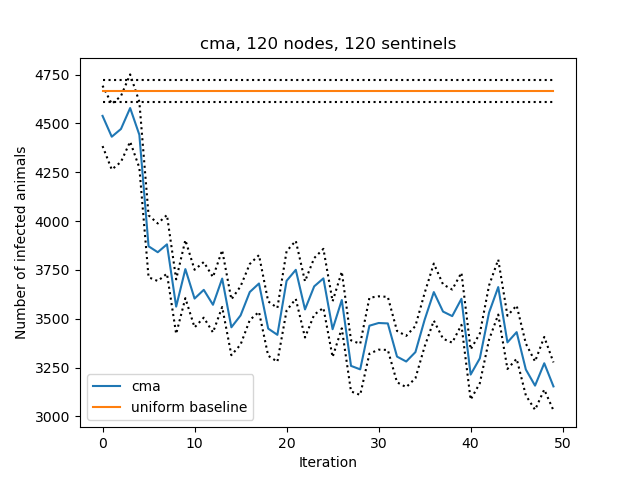 cma, 120 nodes, 120 sentinels
Number of infected animals
4750
4500
4250
4000
3750
3500
3250
3000
cma
uniform baseline
0 10 20 30 40 50
Iteration